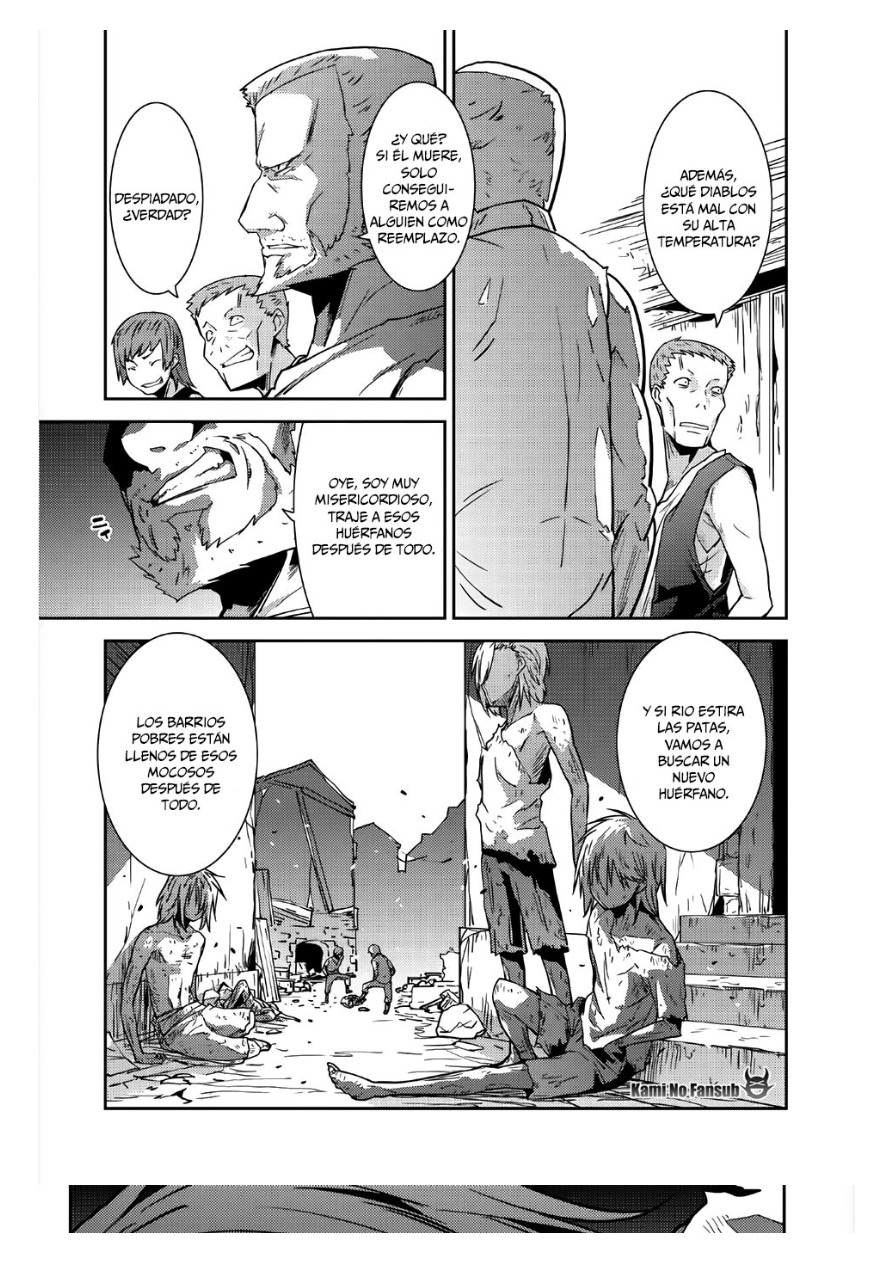 ADEMÁS,
¿QUÉ DIABLOS
ESTÁ MAL CON
SU ALTA
TEMPERATURA?
¿Y QUÉ?
SI ÉL MUERE,
SOLO
CONSEGUI-
REMOS A
ALGUIEN COMO
REEMPLAZO.
DESPIADADO,
¿VERDAD?
OYE, SOY MUY
MISERICORDIOSO,
TRAJE A ESOS
HUÉRFANOS
DESPUÉS DE TODO.
ニヤ
Y SI RIO ESTIRA
LAS PATAS,
VAMOS A
BUSCAR UN
NUEVO
HUÉRFANO.
LOS BARRIOS
POBRES ESTÁN
LLENOS DE ESOS
MOCOSOS
DESPUÉS DE
TODO.
Kami No Fansub